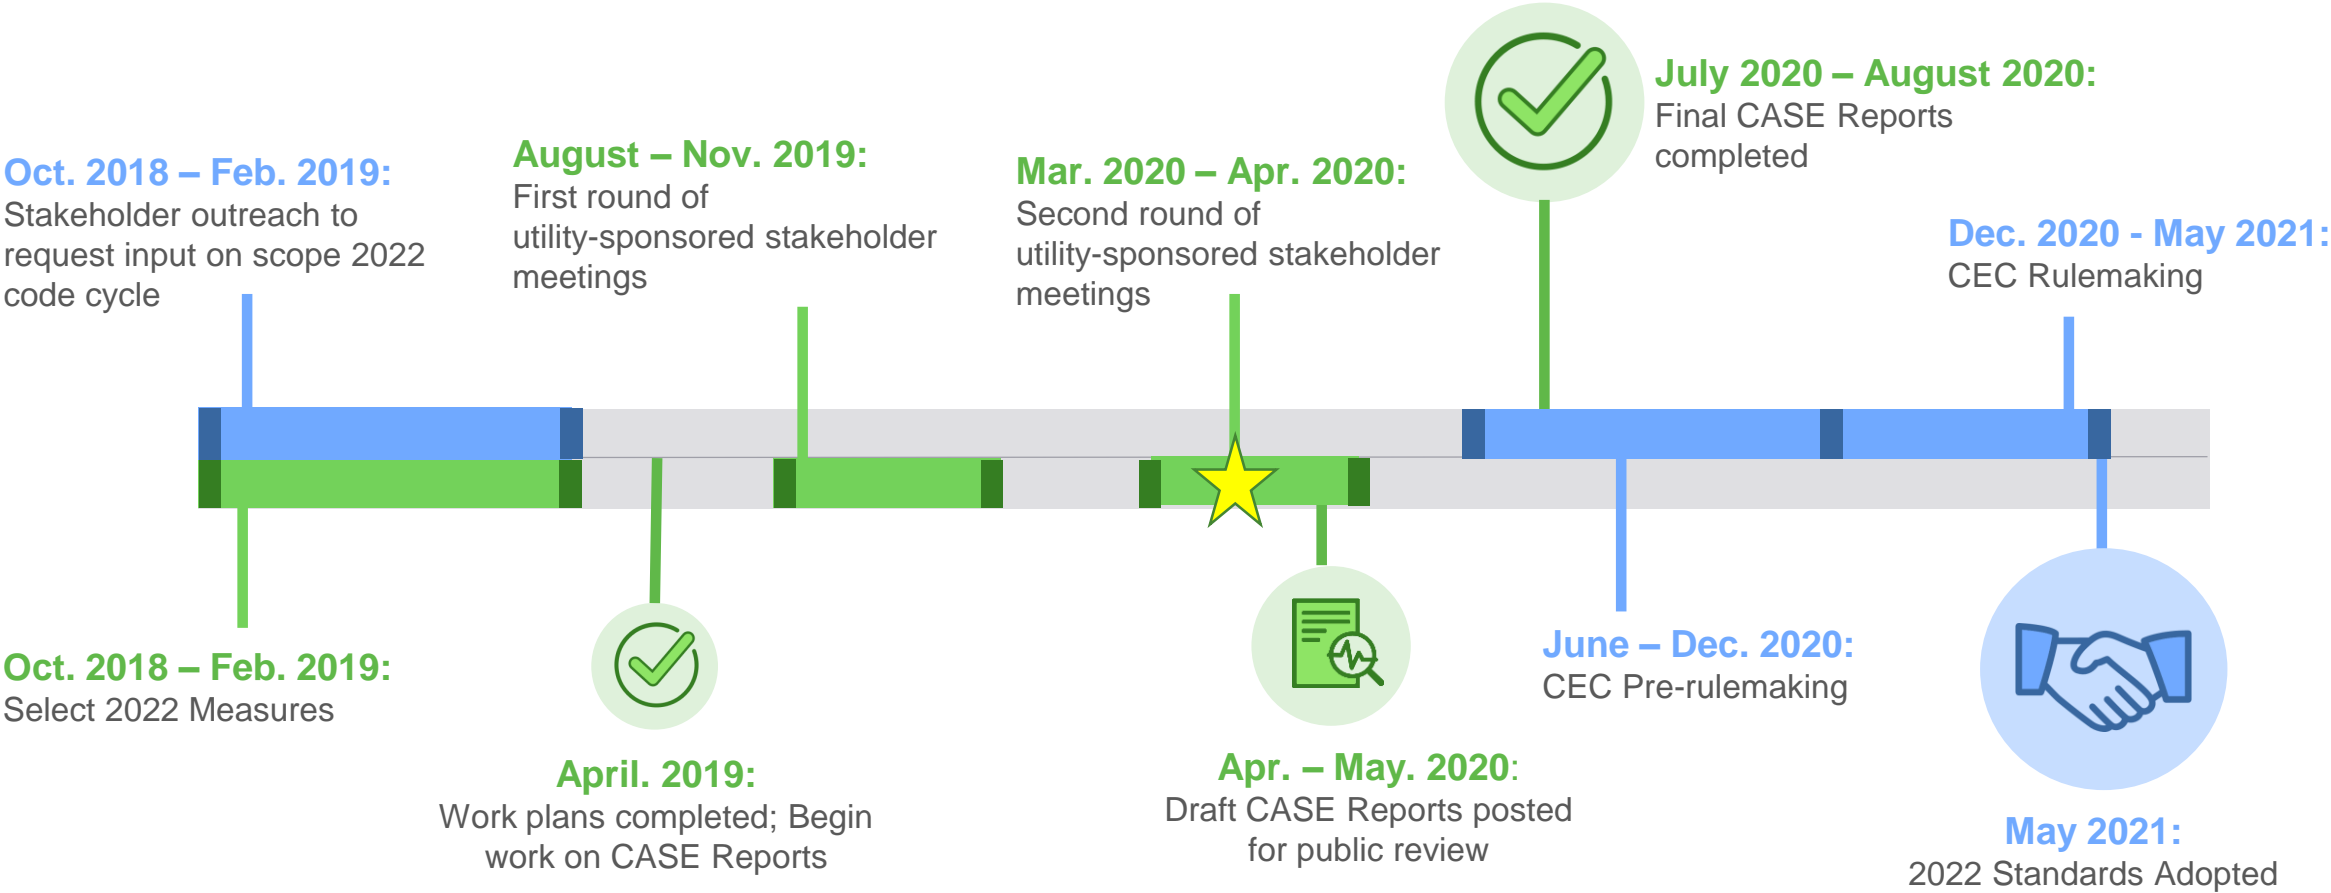 Oct. 2018 – Feb. 2019:
Stakeholder outreach to
request input on scope 2022
code cycle
August – Nov. 2019:
First round of
utility-sponsored stakeholder
meetings
Mar. 2020 – Apr. 2020:
Second round of
utility-sponsored stakeholder
meetings
July 2020 – August 2020:
Final CASE Reports
completed
Dec. 2020 - May 2021:
CEC Rulemaking
Oct. 2018 – Feb. 2019:
Select 2022 Measures
April. 2019:
Work plans completed; Begin
work on CASE Reports
Apr. – May. 2020:
Draft CASE Reports posted
for public review
June – Dec. 2020:
CEC Pre-rulemaking
May 2021:
2022 Standards Adopted